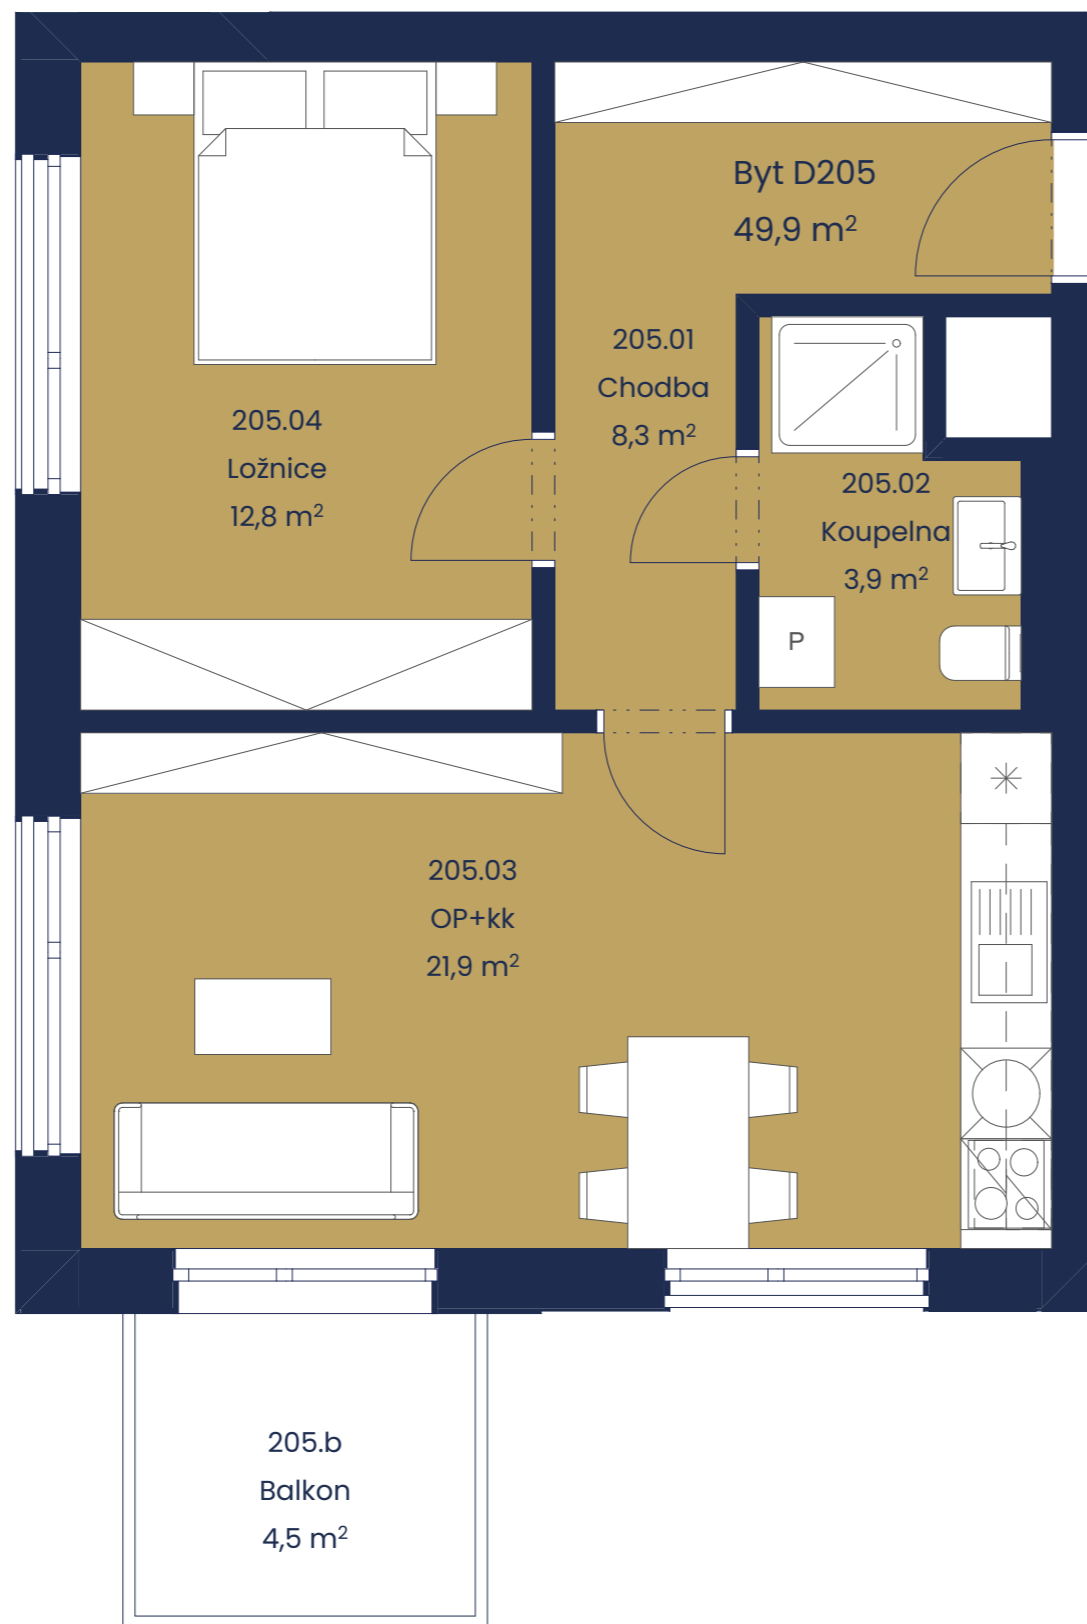 Byt D205
49,9 m²
205.01
Chodba
8,3 m²
205.04
Ložnice
12,8 m²
205.02
Koupelna
3,9 m²
P
205.03
OP+kk
21,9 m²
205.b
Balkon
4,5 m²